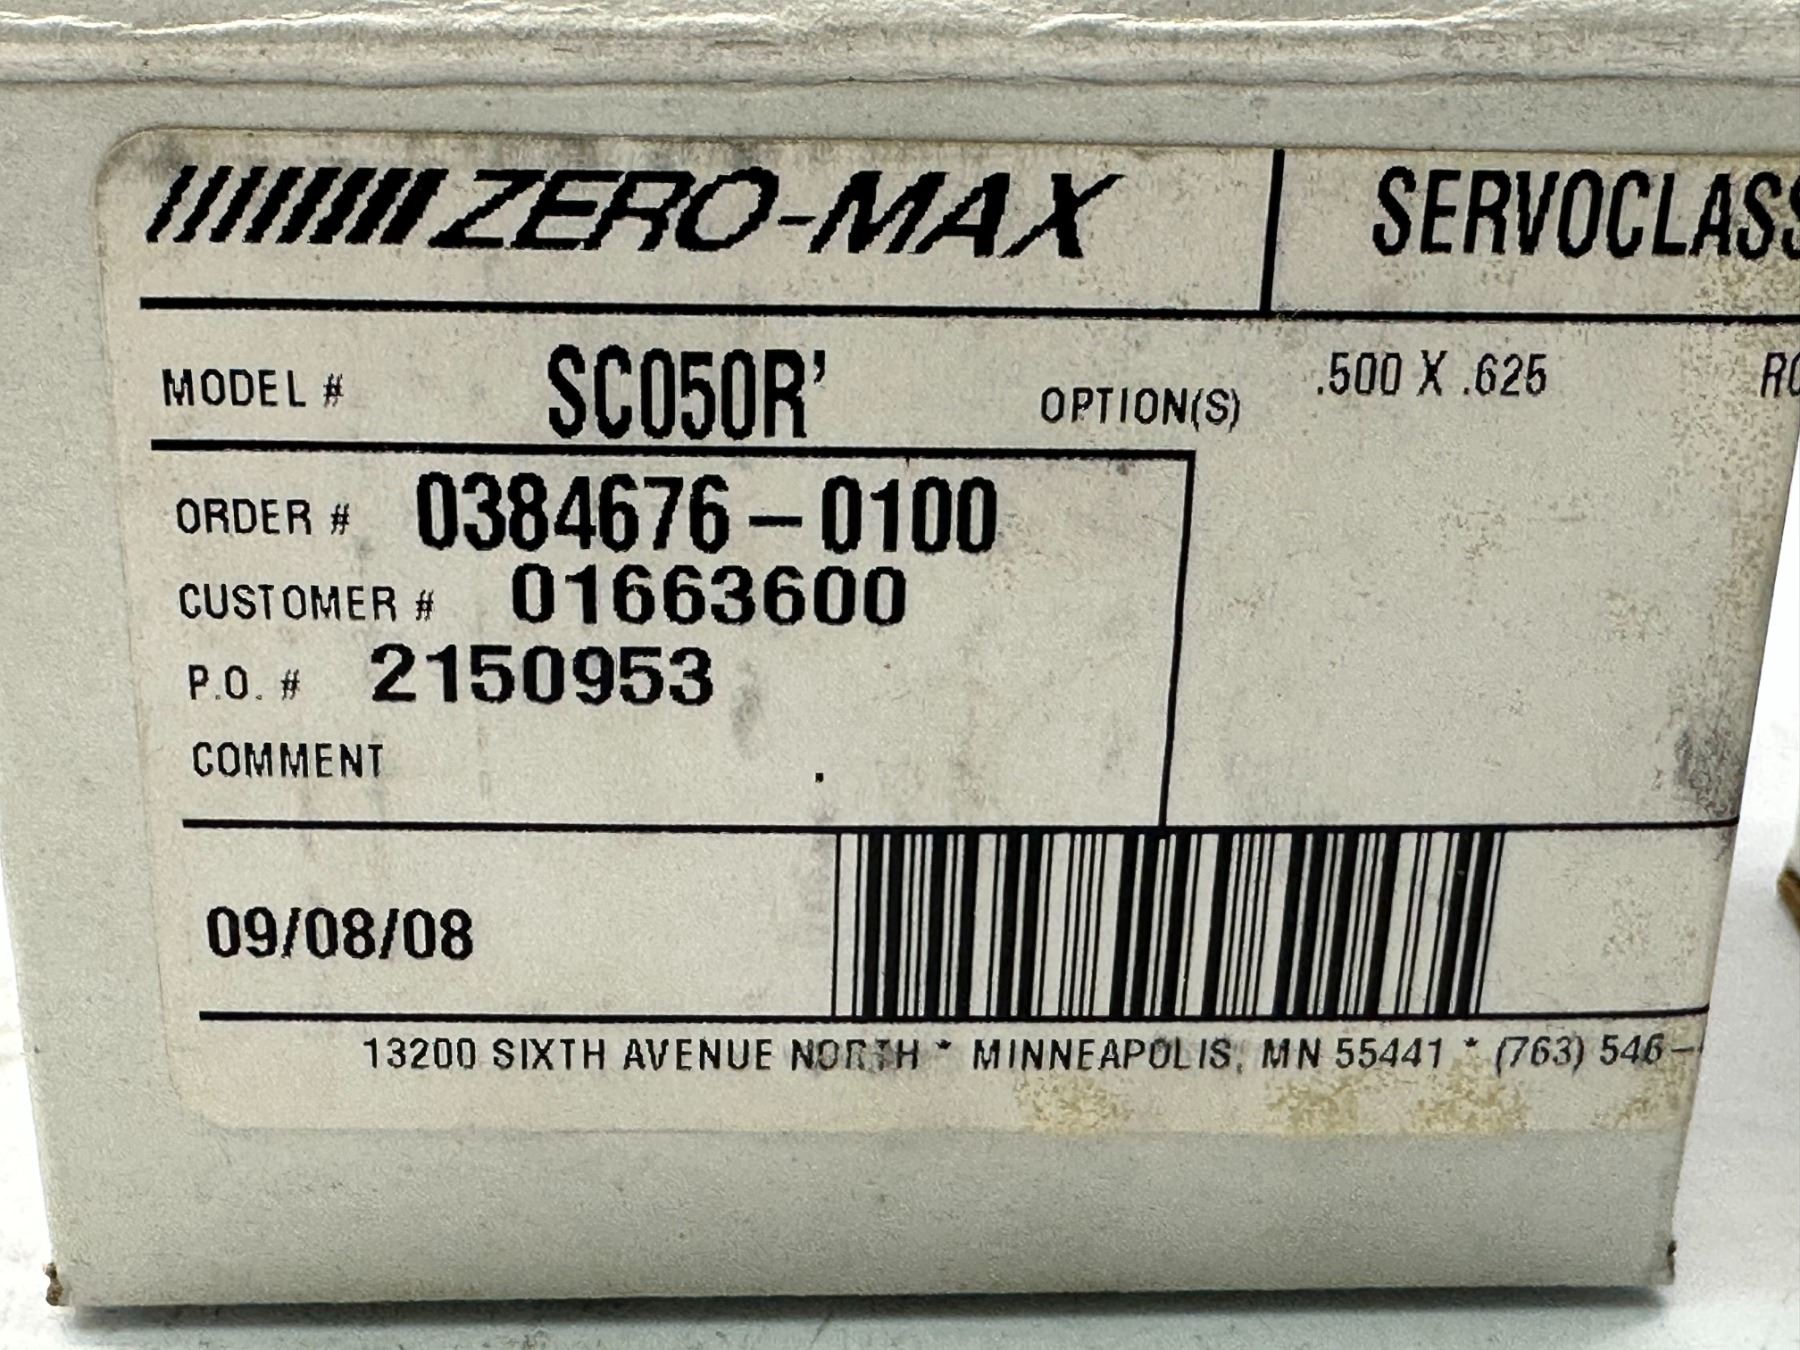 ZERO-MAX SERVOCLASS
MODEL # SC050R' OPTION(S) .500 X .625
ORDER # 0384676-0100
CUSTOMER # 01663600
P.O. # 2150953
COMMENT .
09/08/08
13200 SIXTH AVENUE NORTH * MINNEAPOLIS, MN 55441 * (763) 546-